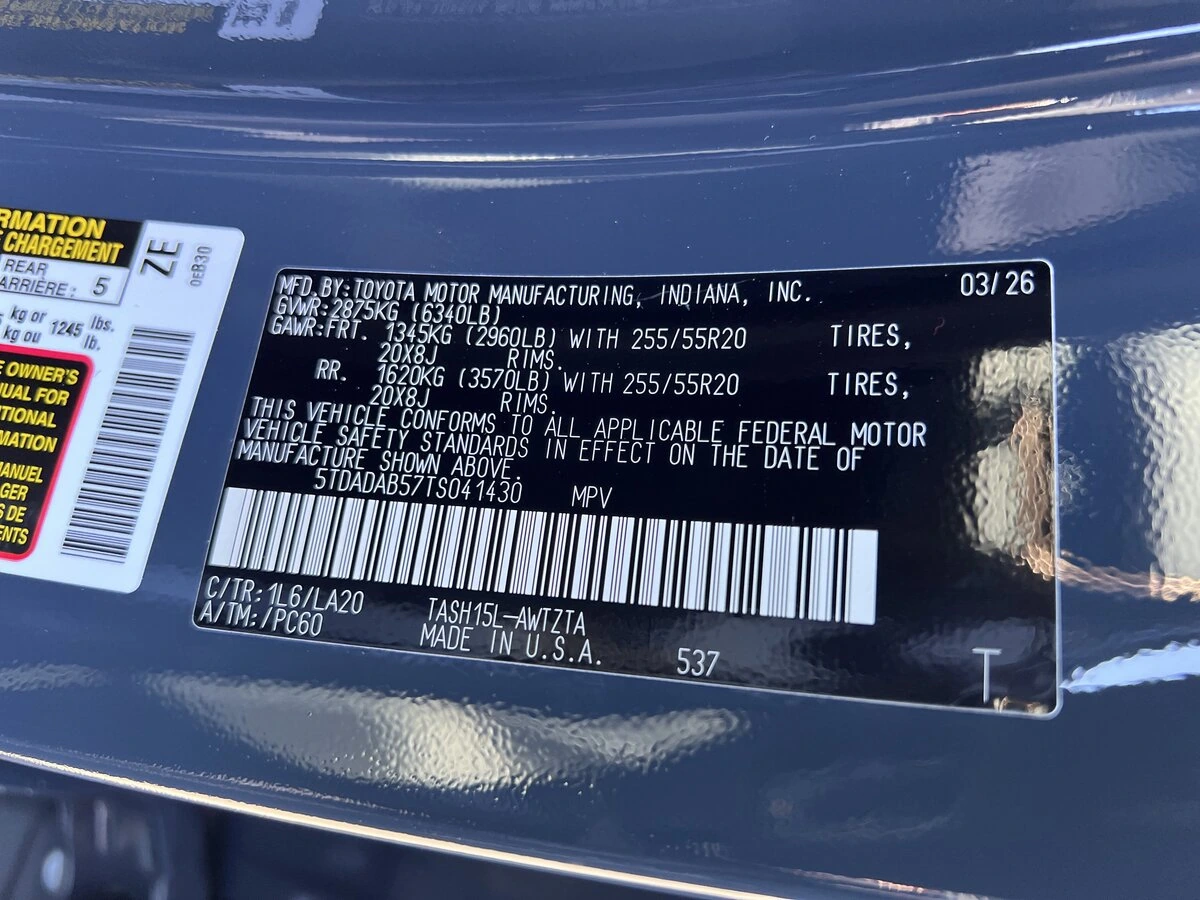 RMATION
E CHARGEMENT
REAR
ARRIÈRE: 5
kg or 1245 lbs.
kg ou lb.
E OWNER'S
UAL FOR
TIONAL
MATION
MANUEL
GER
S DE
ENTS
ZE
0EB30
MFD.BY:TOYOTA MOTOR MANUFACTURING, INDIANA, INC. 03/26
GVWR:2875KG (6340LB)
GAWR:FRT. 1345KG (2960LB) WITH 255/55R20 TIRES,
20X8J RIMS.
RR. 1620KG (3570LB) WITH 255/55R20 TIRES,
20X8J RIMS.
THIS VEHICLE CONFORMS TO ALL APPLICABLE FEDERAL MOTOR
VEHICLE SAFETY STANDARDS IN EFFECT ON THE DATE OF
MANUFACTURE SHOWN ABOVE.
5TDADAB57TS041430 MPV
C/TR:1L6/LA20 TASH15L-AWTZTA
A/TM:/PC60 MADE IN U.S.A. 537
T